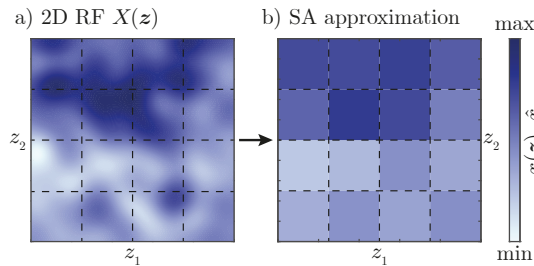 a) 2D RF X(z)
b) SA approximation
max
z₂
z₂
x(z), x̂
min
z₁
z₁